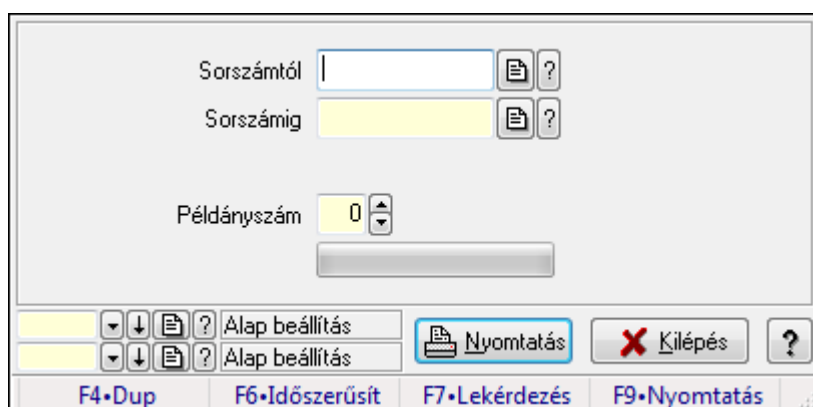 Sorszámtól ?
Sorszámig ?
Példányszám 0
? Alap beállítás
? Alap beállítás
Nyomtatás Kilépés ?
F4•Dup F6•Időszerűsít F7•Lekérdezés F9•Nyomtatás